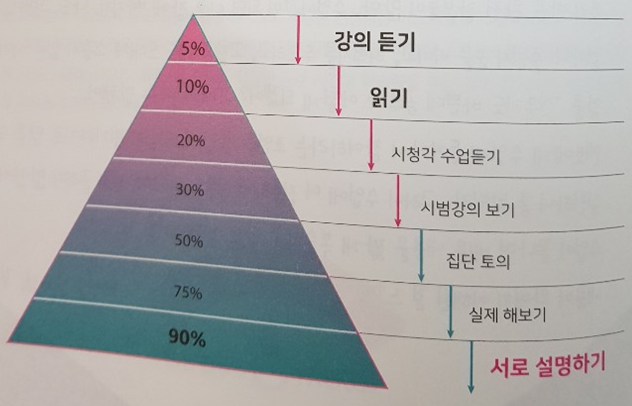 5%
강의 듣기
10%
읽기
20%
시청각 수업듣기
30%
시범강의 보기
50%
집단 토의
75%
실제 해보기
90%
서로 설명하기